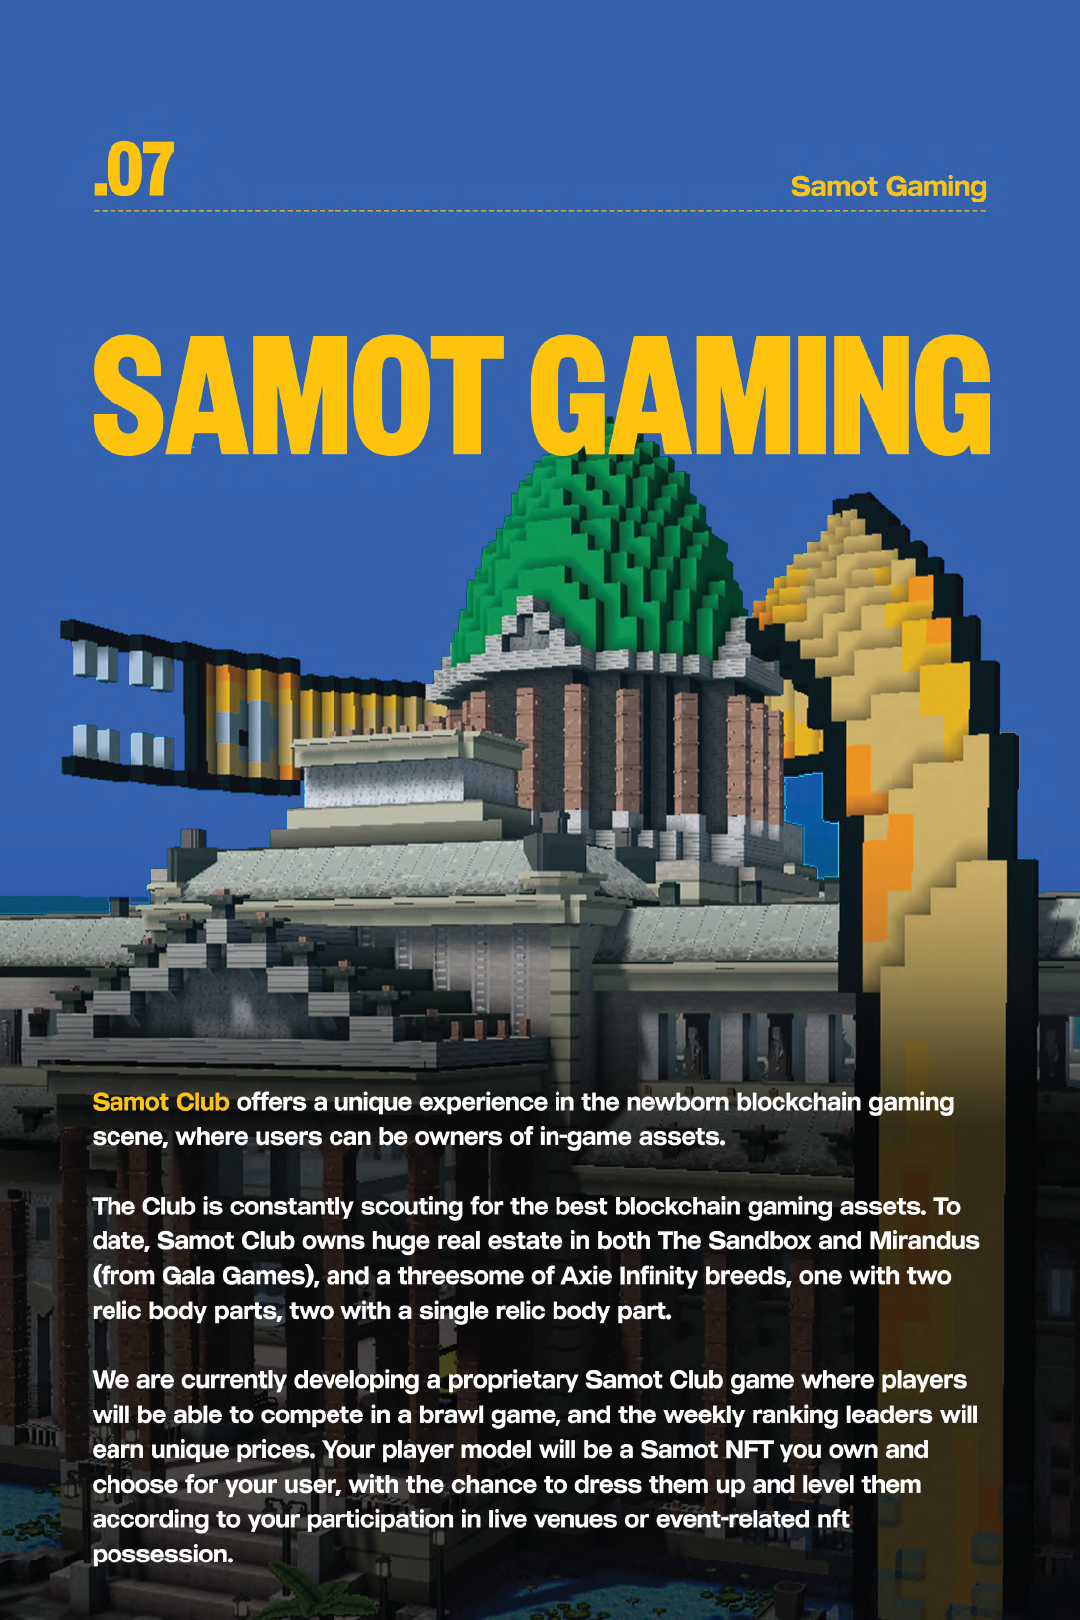 .07
Samot Gaming
SAMOT GAMING
Samot Club offers a unique experience in the newborn blockchain gaming
scene, where users can be owners of in-game assets.
The Club is constantly scouting for the best blockchain gaming assets. To
date, Samot Club owns huge real estate in both The Sandbox and Mirandus
(from Gala Games), and a threesome of Axie Infinity breeds, one with two
relic body parts, two with a single relic body part.
We are currently developing a proprietary Samot Club game where players
will be able to compete in a brawl game, and the weekly ranking leaders will
earn unique prices. Your player model will be a Samot NFT you own and
choose for your user, with the chance to dress them up and level them
according to your participation in live venues or event-related nft
possession.